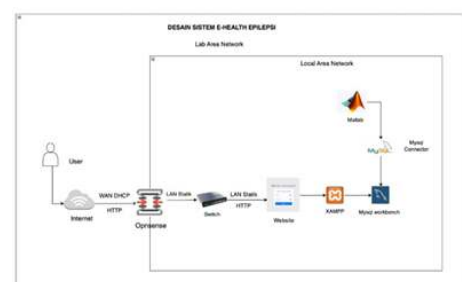 DESAIN SISTEM E-HEALTH EPILEPSI
Lab Area Network
Local Area Network
Matlab
MySQL
Mysql
Connector
User
WAN DHCP
HTTP
Internet
Opnsense
LAN Statis
Switch
LAN Statis
HTTP
Website
XAMPP
Mysql workbench